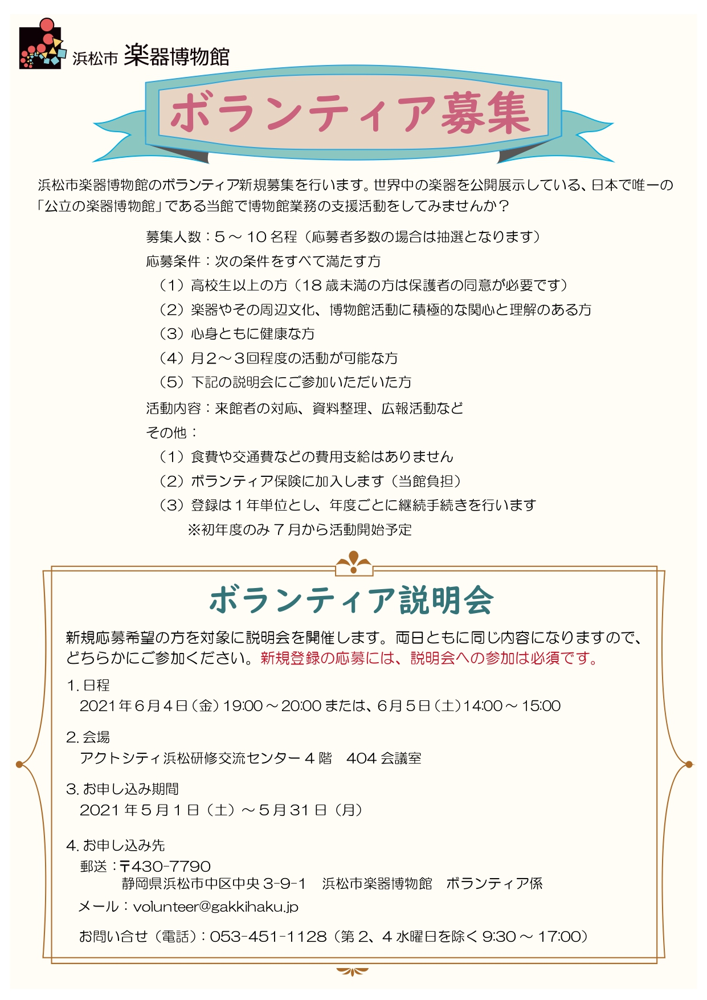 浜松市 楽器博物館
ボランティア募集
浜松市楽器博物館のボランティア新規募集を行います。世界中の楽器を公開展示している、日本で唯一の
「公立の楽器博物館」である当館で博物館業務の支援活動をしてみませんか？
募集人数：5～10名程（応募者多数の場合は抽選となります）
応募条件：次の条件をすべて満たす方
（1）高校生以上の方（18歳未満の方は保護者の同意が必要です）
（2）楽器やその周辺文化、博物館活動に積極的な関心と理解のある方
（3）心身ともに健康な方
（4）月2～3回程度の活動が可能な方
（5）下記の説明会にご参加いただいた方
活動内容：来館者の対応、資料整理、広報活動など
その他：
（1）食費や交通費などの費用支給はありません
（2）ボランティア保険に加入します（当館負担）
（3）登録は1年単位とし、年度ごとに継続手続きを行います
※初年度のみ7月から活動開始予定
ボランティア説明会
新規応募希望の方を対象に説明会を開催します。両日ともに同じ内容になりますので、
どちらかにご参加ください。新規登録の応募には、説明会への参加は必須です。
1. 日程
2021年6月4日（金）19:00～20:00または、6月5日（土）14:00～15:00
2. 会場
アクトシティ浜松研修交流センター4階　404会議室
3. お申し込み期間
2021年5月1日（土）～5月31日（月）
4. お申し込み先
郵送：〒430-7790
静岡県浜松市中区中央3-9-1　浜松市楽器博物館　ボランティア係
メール：volunteer@gakkihaku.jp
お問い合せ（電話）：053-451-1128（第2、4水曜日を除く9:30～17:00）